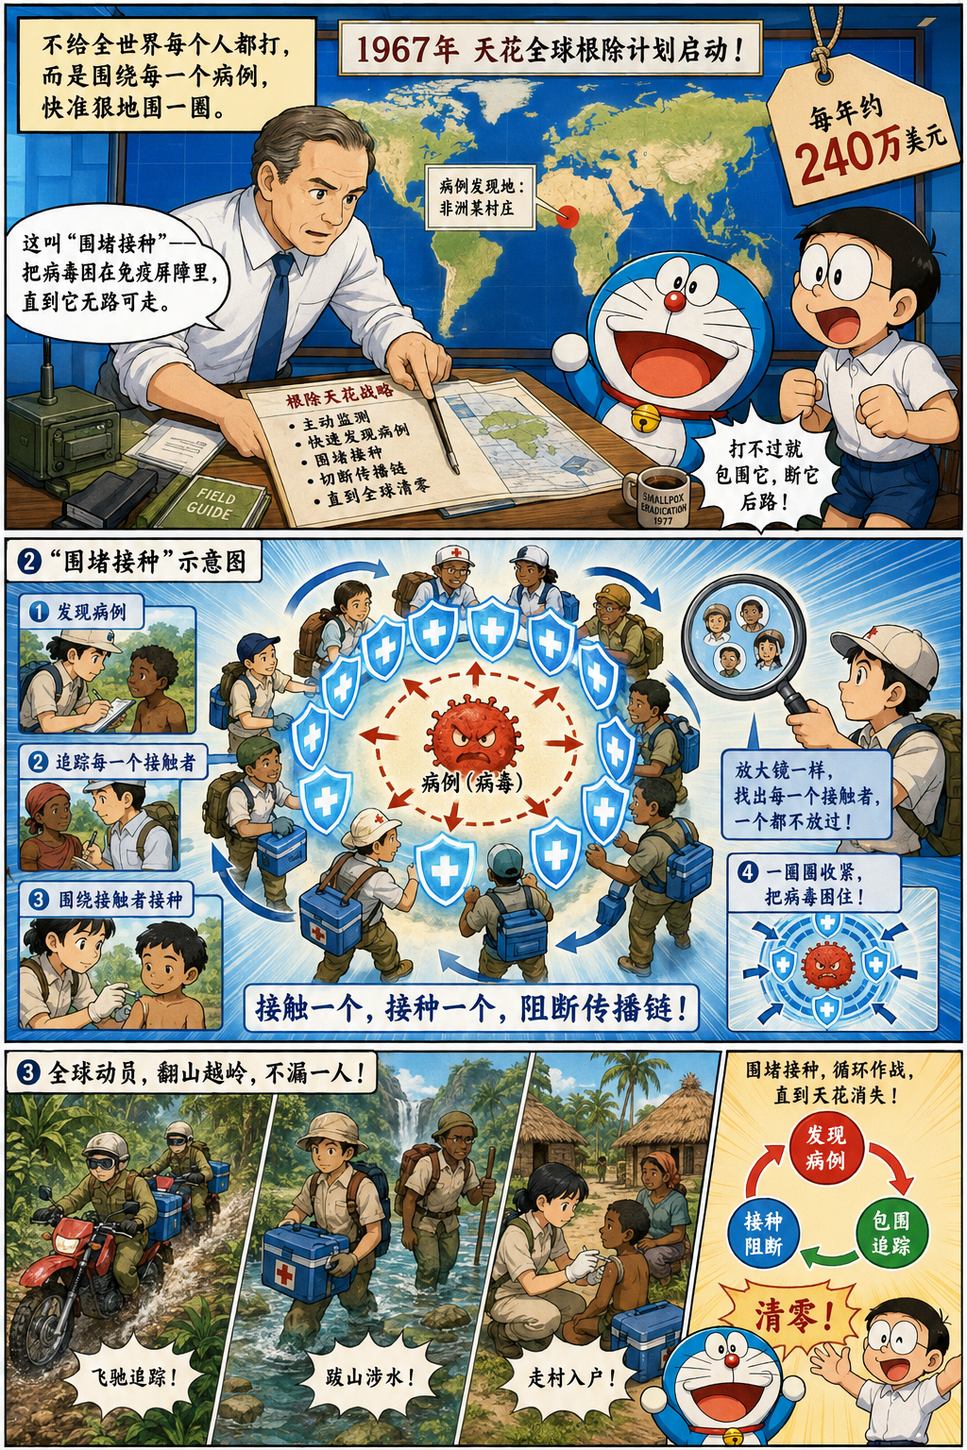 不给全世界每个人都打，
而是围绕每一个病例，
快准狠地围一圈。
1967年 天花全球根除计划启动！
每年约
240万美元
病例发现地：
非洲某村庄
这叫“围堵接种”——
把病毒困在免疫屏障里，
直到它无路可走。
根除天花战略
• 主动监测
• 快速发现病例
• 围堵接种
• 切断传播链
• 直到全球清零
FIELD
GUIDE
SMALLPOX
ERADICATION
1977
打不过就
包围它，断它
后路！
2 “围堵接种”示意图
1 发现病例
2 追踪每一个接触者
3 围绕接触者接种
病例（病毒）
放大镜一样，
找出每一个接触者，
一个都不放过！
4 一圈圈收紧，
把病毒困住！
接触一个，接种一个，阻断传播链！
3 全球动员，翻山越岭，不漏一人！
飞驰追踪！
跋山涉水！
走村入户！
围堵接种，循环作战，
直到天花消失！
发现
病例
包围
追踪
接种
阻断
清零！